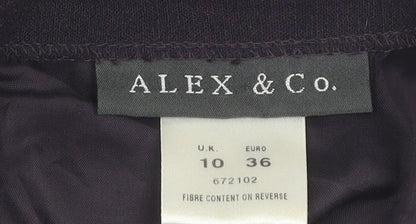 ALEX & Co.
U.K. EURO
10 36
672102
FIBRE CONTENT ON REVERSE